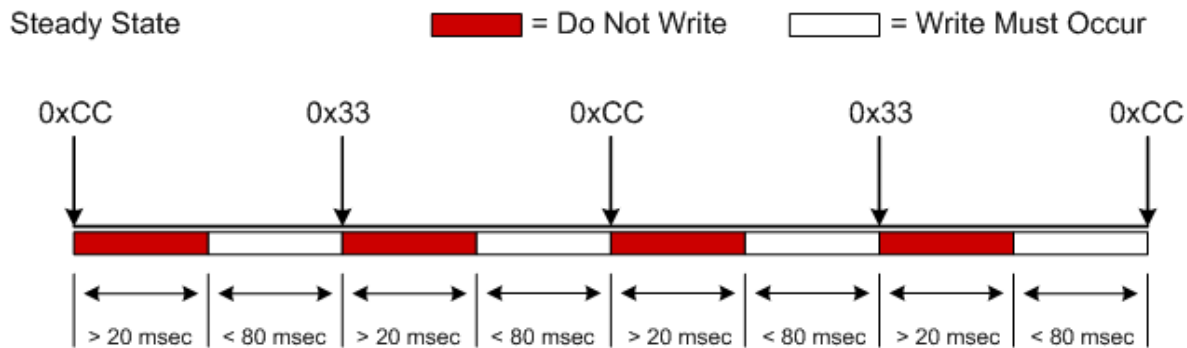 Steady State = Do Not Write = Write Must Occur
0xCC 0x33 0xCC 0x33 0xCC
> 20 msec < 80 msec > 20 msec < 80 msec > 20 msec < 80 msec > 20 msec < 80 msec